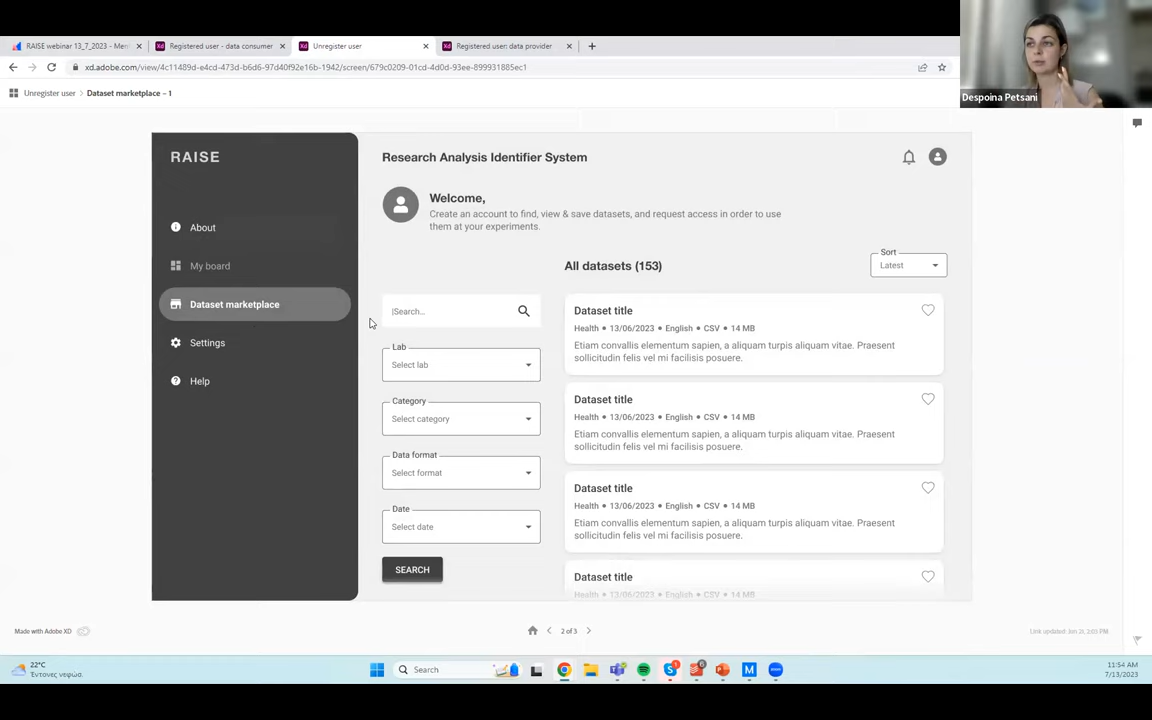 RAISE webinar 13_7_2023 - Men
Registered user - data consumer
Unregister user
Registered user: data provider
xd.adobe.com/view/4c11489d-e4cd-473d-b6d6-97d40f92e16b-1942/screen/679c0209-01cd-4d0d-93ee-899931885ec1
Despoina Petsani
Unregister user
Dataset marketplace – 1
RAISE
About
My board
Dataset marketplace
Settings
Help
Research Analysis Identifier System
Welcome,
Create an account to find, view & save datasets, and request access in order to use
them at your experiments.
All datasets (153)
Sort
Latest
Search...
Lab
Select lab
Category
Select category
Data format
Select format
Date
Select date
SEARCH
Dataset title
Health • 13/06/2023 • English • CSV • 14 MB
Etiam convallis elementum sapien, a aliquam turpis aliquam vitae. Praesent
sollicitudin felis vel mi facilisis posuere.
Dataset title
Health • 13/06/2023 • English • CSV • 14 MB
Etiam convallis elementum sapien, a aliquam turpis aliquam vitae. Praesent
sollicitudin felis vel mi facilisis posuere.
Dataset title
Health • 13/06/2023 • English • CSV • 14 MB
Etiam convallis elementum sapien, a aliquam turpis aliquam vitae. Praesent
sollicitudin felis vel mi facilisis posuere.
Dataset title
Health • 13/06/2023 • English • CSV • 14 MB
Made with Adobe XD
2 of 3
Link updated: Jun 21, 2:03 PM
22°C
Έντονες νεφώσ
Search
11:54 AM
7/13/2023